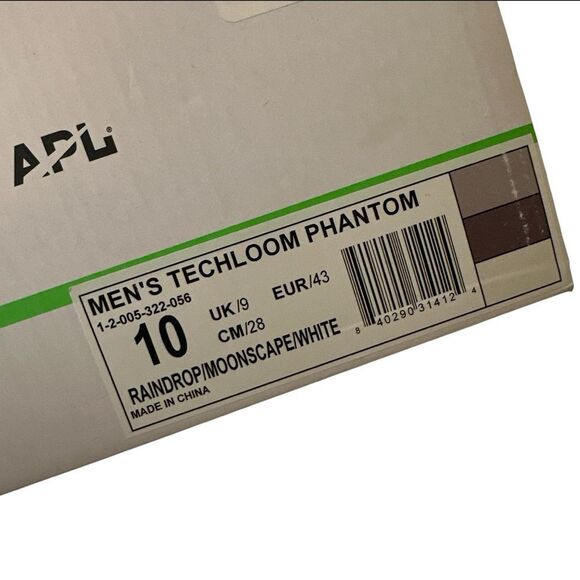 APL®
MEN'S TECHLOOM PHANTOM
1-2-005-322-056
10 UK/9 EUR/43
CM/28
RAINDROP/MOONSCAPE/WHITE
MADE IN CHINA
8 40290 31412 4